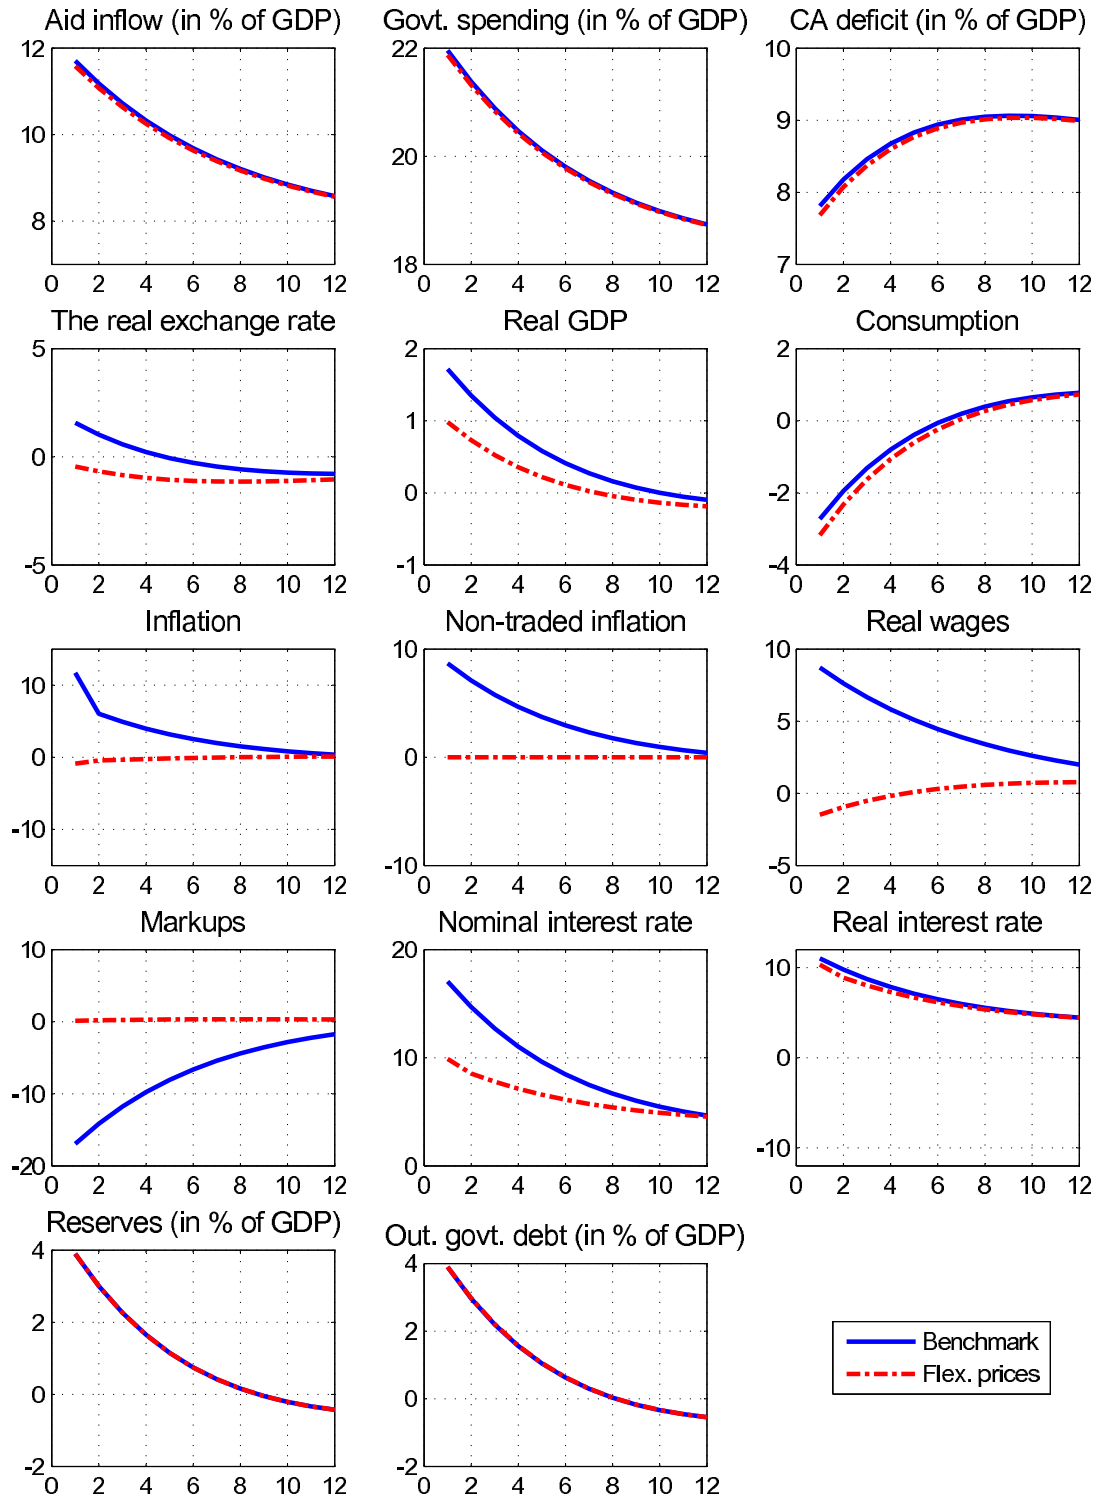 Aid inflow (in % of GDP) Govt. spending (in % of GDP) CA deficit (in % of GDP)
12 22 10
10 20 9
8 8
18 7
0 2 4 6 8 10 12 0 2 4 6 8 10 12 0 2 4 6 8 10 12
The real exchange rate Real GDP Consumption
5 2 2
1 0
0
0 -2
-5 -1 -4
0 2 4 6 8 10 12 0 2 4 6 8 10 12 0 2 4 6 8 10 12
Inflation Non-traded inflation Real wages
10 10 10
5
0 0
0
-10
-10 -5
0 2 4 6 8 10 12 0 2 4 6 8 10 12 0 2 4 6 8 10 12
Markups Nominal interest rate Real interest rate
10 20 10
0
10 0
-10
-20 0 -10
0 2 4 6 8 10 12 0 2 4 6 8 10 12 0 2 4 6 8 10 12
Reserves (in % of GDP) Out. govt. debt (in % of GDP)
4 4
2 2
0 0
-2 -2
0 2 4 6 8 10 12 0 2 4 6 8 10 12
Benchmark
Flex. prices